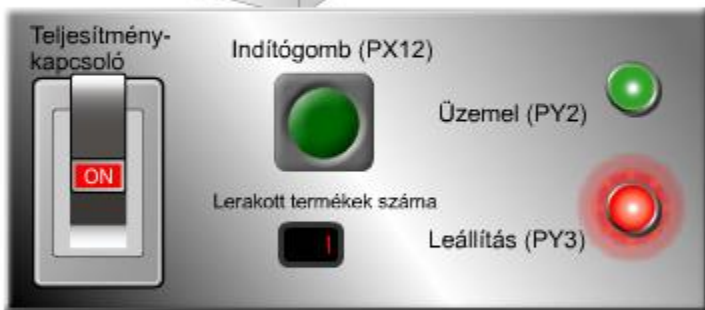 Teljesítmény-
kapcsoló
Indítógomb (PX12)
Üzemel (PY2)
ON
Lerakott termékek száma
1
Leállítás (PY3)